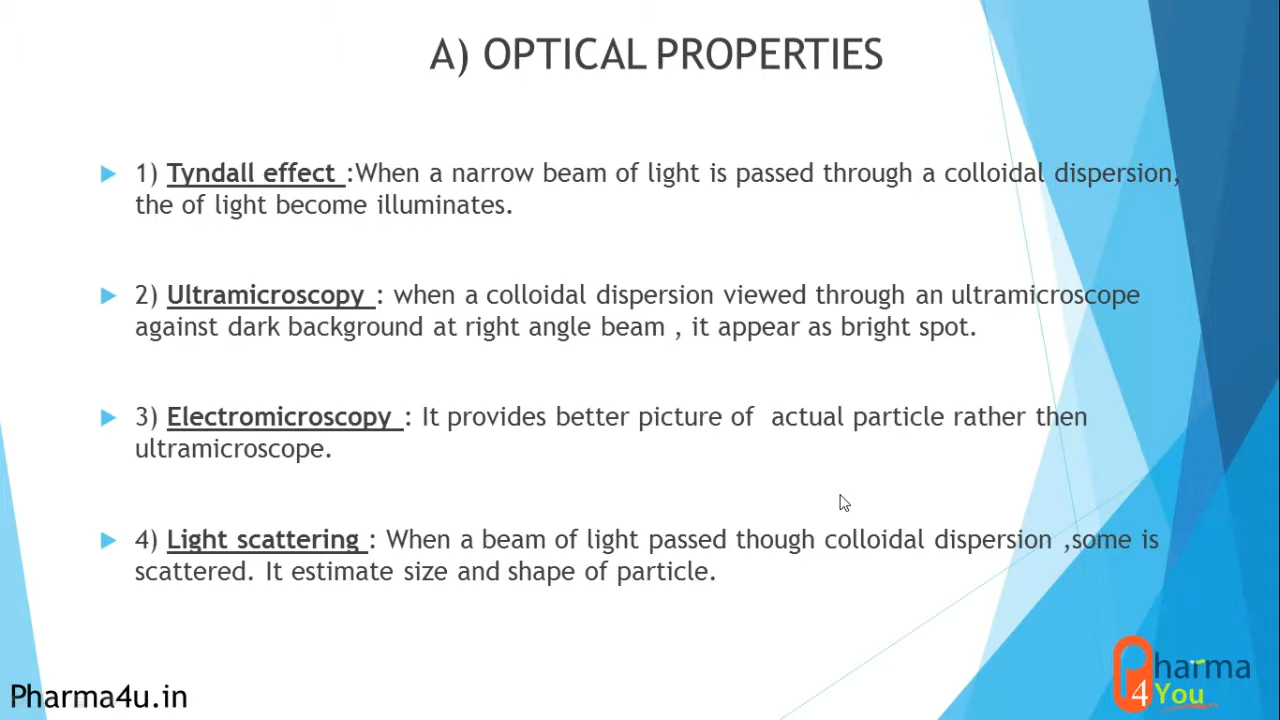 A) OPTICAL PROPERTIES
1) Tyndall effect :When a narrow beam of light is passed through a colloidal dispersion,
the of light become illuminates.
2) Ultramicroscopy : when a colloidal dispersion viewed through an ultramicroscope
against dark background at right angle beam , it appear as bright spot.
3) Electromicroscopy : It provides better picture of actual particle rather then
ultramicroscope.
4) Light scattering : When a beam of light passed though colloidal dispersion ,some is
scattered. It estimate size and shape of particle.
Pharma4u.in
Pharma
4 You